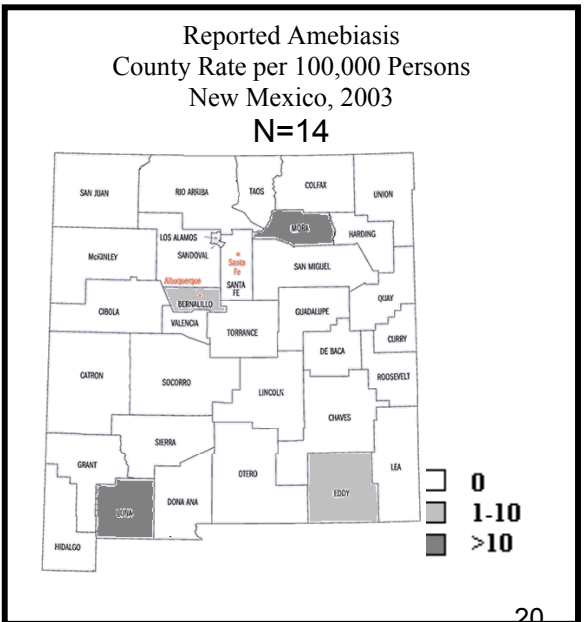 Reported Amebiasis
County Rate per 100,000 Persons
New Mexico, 2003
N=14
SAN JUAN
RIO ARRIBA
TAOS
COLFAX
UNION
MORA
HARDING
LOS ALAMOS
McKINLEY
SANDOVAL
Santa
Fe
SANTA
FE
SAN MIGUEL
Albuquerque
BERNALILLO
QUAY
CIBOLA
VALENCIA
GUADALUPE
TORRANCE
CURRY
DE BACA
CATRON
SOCORRO
ROOSEVELT
LINCOLN
CHAVES
SIERRA
GRANT
OTERO
LEA
EDDY
LUNA
DONA ANA
HIDALGO
0
1-10
>10
20